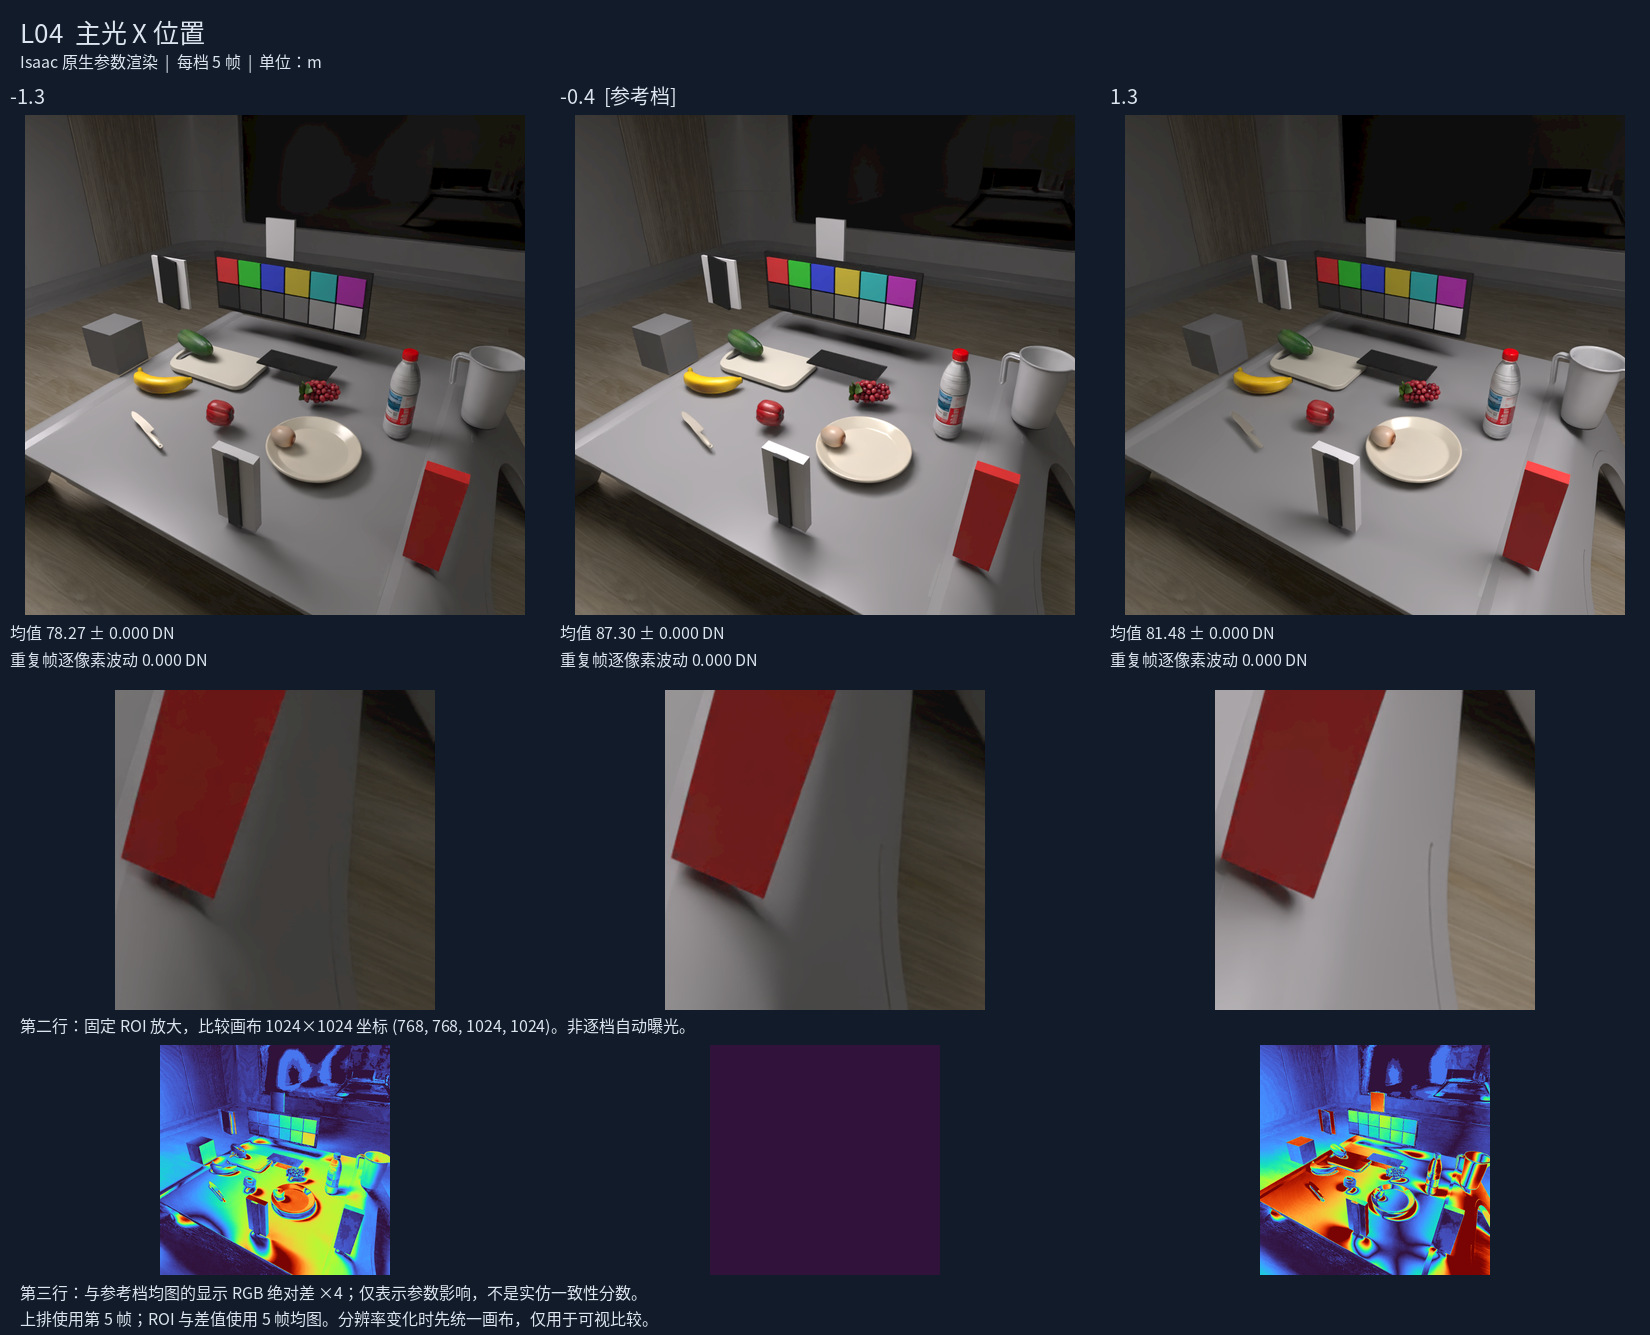 L04 主光 X 位置
Isaac 原生参数渲染 | 每档 5 帧 | 单位：m
-1.3
-0.4 [参考档]
1.3
均值 78.27 ± 0.000 DN
重复帧逐像素波动 0.000 DN
均值 87.30 ± 0.000 DN
重复帧逐像素波动 0.000 DN
均值 81.48 ± 0.000 DN
重复帧逐像素波动 0.000 DN
第二行：固定 ROI 放大，比较画布 1024×1024 坐标 (768, 768, 1024, 1024)。非逐档自动曝光。
第三行：与参考档均图的显示 RGB 绝对差 ×4；仅表示参数影响，不是实仿一致性分数。
上排使用第 5 帧；ROI 与差值使用 5 帧均图。分辨率变化时先统一画布，仅用于可视比较。